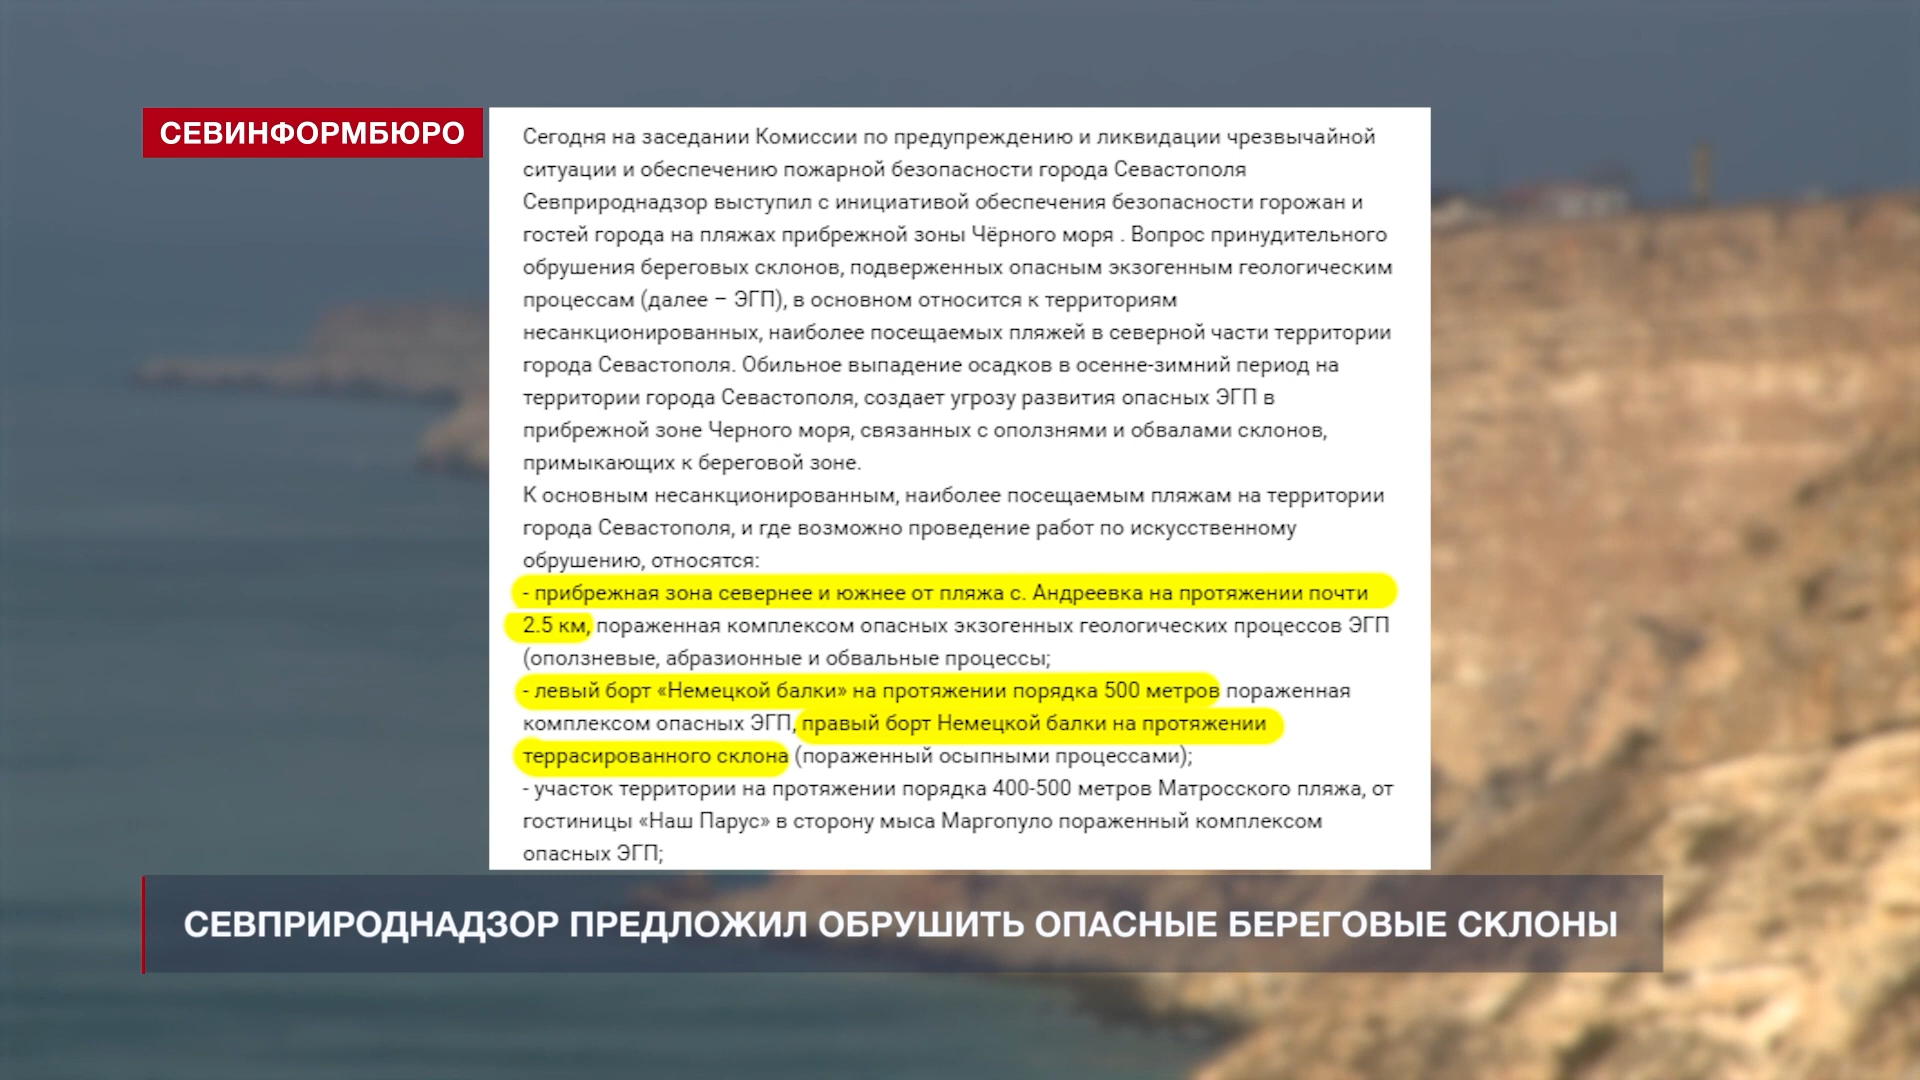 СЕВИНФОРМБЮРО
Сегодня на заседании Комиссии по предупреждению и ликвидации чрезвычайной
ситуации и обеспечению пожарной безопасности города Севастополя
Севприроднадзор выступил с инициативой обеспечения безопасности горожан и
гостей города на пляжах прибрежной зоны Чёрного моря . Вопрос принудительного
обрушения береговых склонов, подверженных опасным экзогенным геологическим
процессам (далее – ЭГП), в основном относится к территориям
несанкционированных, наиболее посещаемых пляжей в северной части территории
города Севастополя. Обильное выпадение осадков в осенне-зимний период на
территории города Севастополя, создает угрозу развития опасных ЭГП в
прибрежной зоне Черного моря, связанных с оползнями и обвалами склонов,
примыкающих к береговой зоне.
К основным несанкционированным, наиболее посещаемым пляжам на территории
города Севастополя, и где возможно проведение работ по искусственному
обрушению, относятся:
- прибрежная зона севернее и южнее от пляжа с. Андреевка на протяжении почти
2.5 км, пораженная комплексом опасных экзогенных геологических процессов ЭГП
(оползневые, абразионные и обвальные процессы;
- левый борт «Немецкой балки» на протяжении порядка 500 метров пораженная
комплексом опасных ЭГП, правый борт Немецкой балки на протяжении
террасированного склона (пораженный осыпными процессами);
- участок территории на протяжении порядка 400-500 метров Матросского пляжа, от
гостиницы «Наш Парус» в сторону мыса Маргопуло пораженный комплексом
опасных ЭГП;
СЕВПРИРОДНАДЗОР ПРЕДЛОЖИЛ ОБРУШИТЬ ОПАСНЫЕ БЕРЕГОВЫЕ СКЛОНЫ